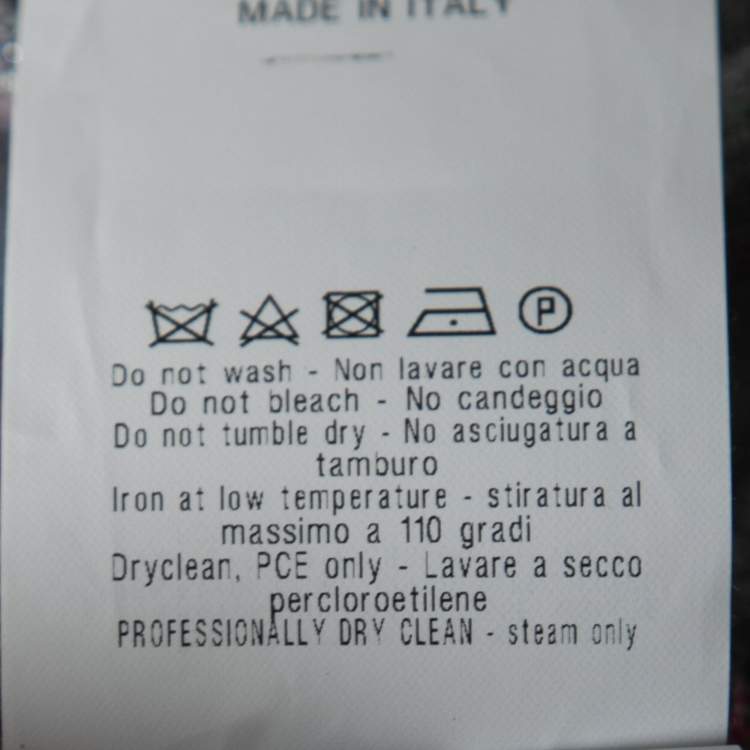 MADE IN ITALY
P
Do not wash - Non lavare con acqua
Do not bleach - No candeggio
Do not tumble dry - No asciugatura a
tamburo
Iron at low temperature - stiratura al
massimo a 110 gradi
Dryclean, PCE only - Lavare a secco
percloroetilene
PROFESSIONALLY DRY CLEAN - steam only